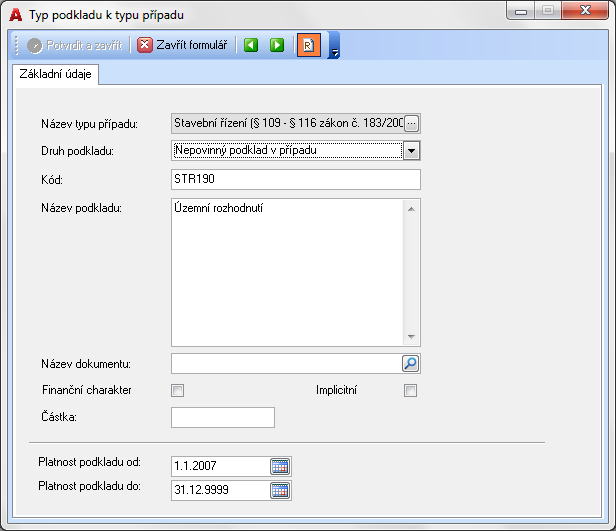 Typ podkladu k typu případu
Potvrdit a zavřít Zavřít formulář
Základní údaje
Název typu případu: Stavební řízení (§ 109 - § 116 zákon č. 183/200 ...
Druh podkladu: Nepovinný podklad v případu
Kód: STR190
Název podkladu: Územní rozhodnutí
Název dokumentu:
Finanční charakter Implicitní
Částka:
Platnost podkladu od: 1.1.2007
Platnost podkladu do: 31.12.9999